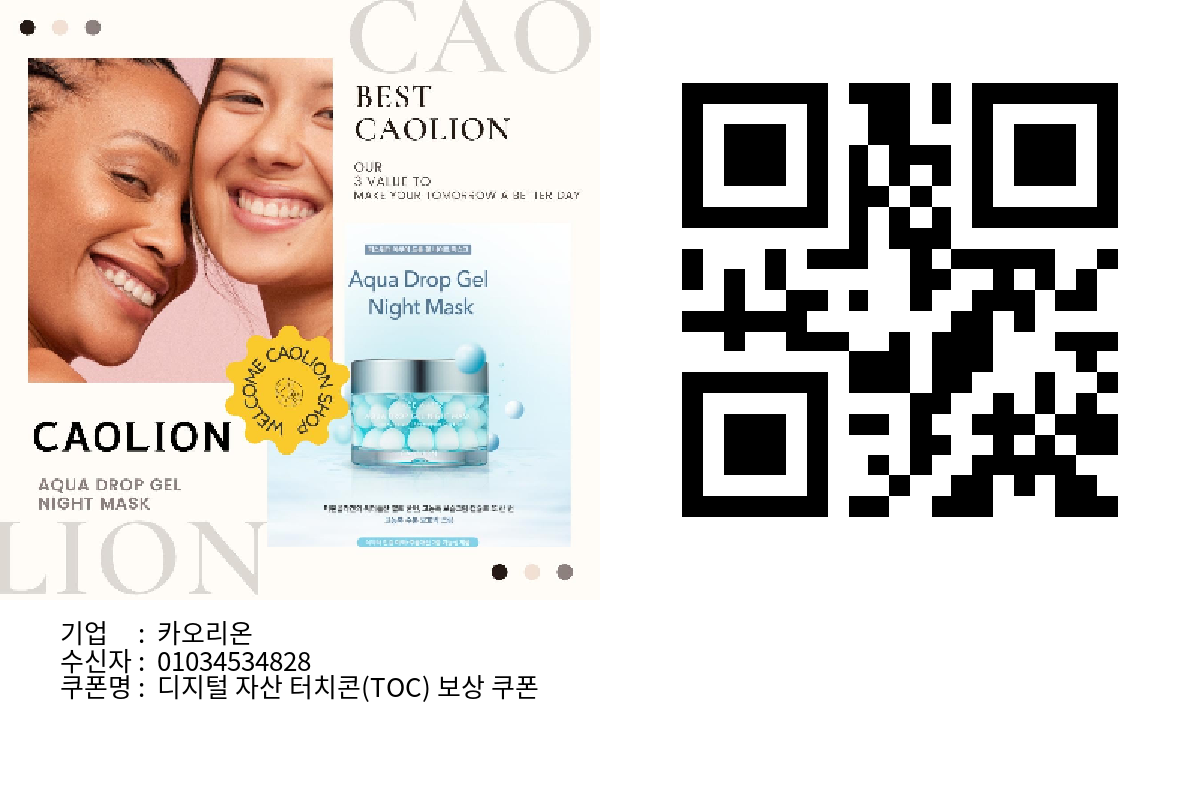 CAO
BEST
CAOLION
OUR
3 VALUE TO
MAKE YOUR TOMORROW A BETTER DAY
Aqua Drop Gel
Night Mask
WELCOME CAOLION SHOP
CAOLION
AQUA DROP GEL
NIGHT MASK
LION
기업 : 카오리온
수신자 : 01034534828
쿠폰명 : 디지털 자산 터치콘(TOC) 보상 쿠폰